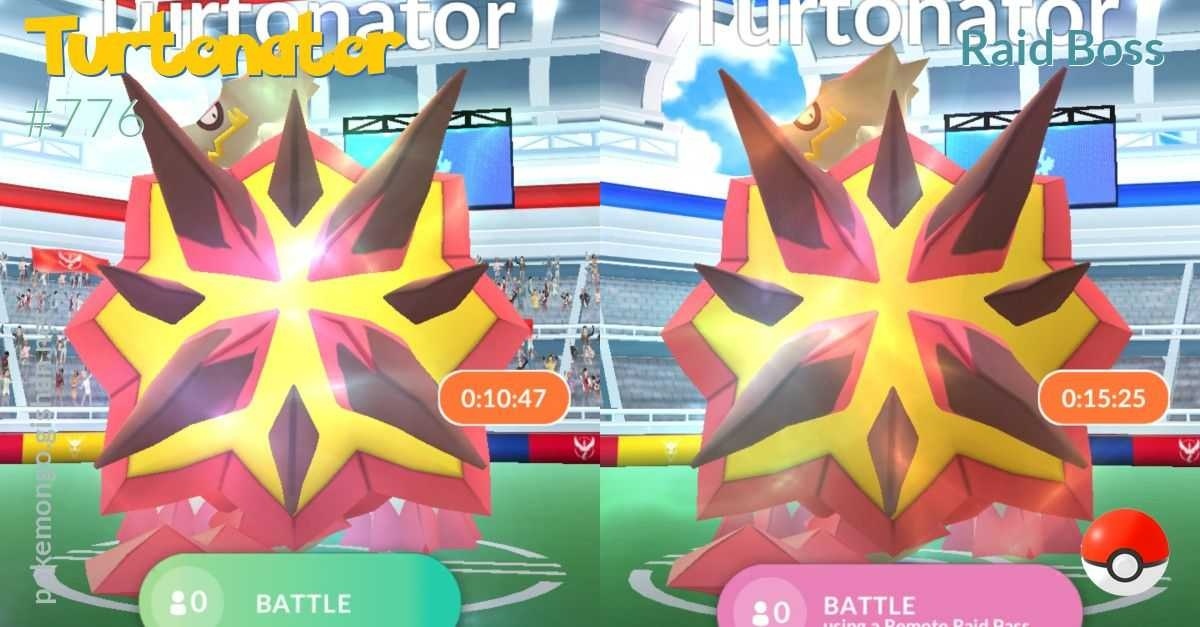 Turtonator
Turtonator
#776
Turtonator
Raid Boss
0:10:47
0:15:25
0
BATTLE
0
BATTLE
using a Remote Raid Pass